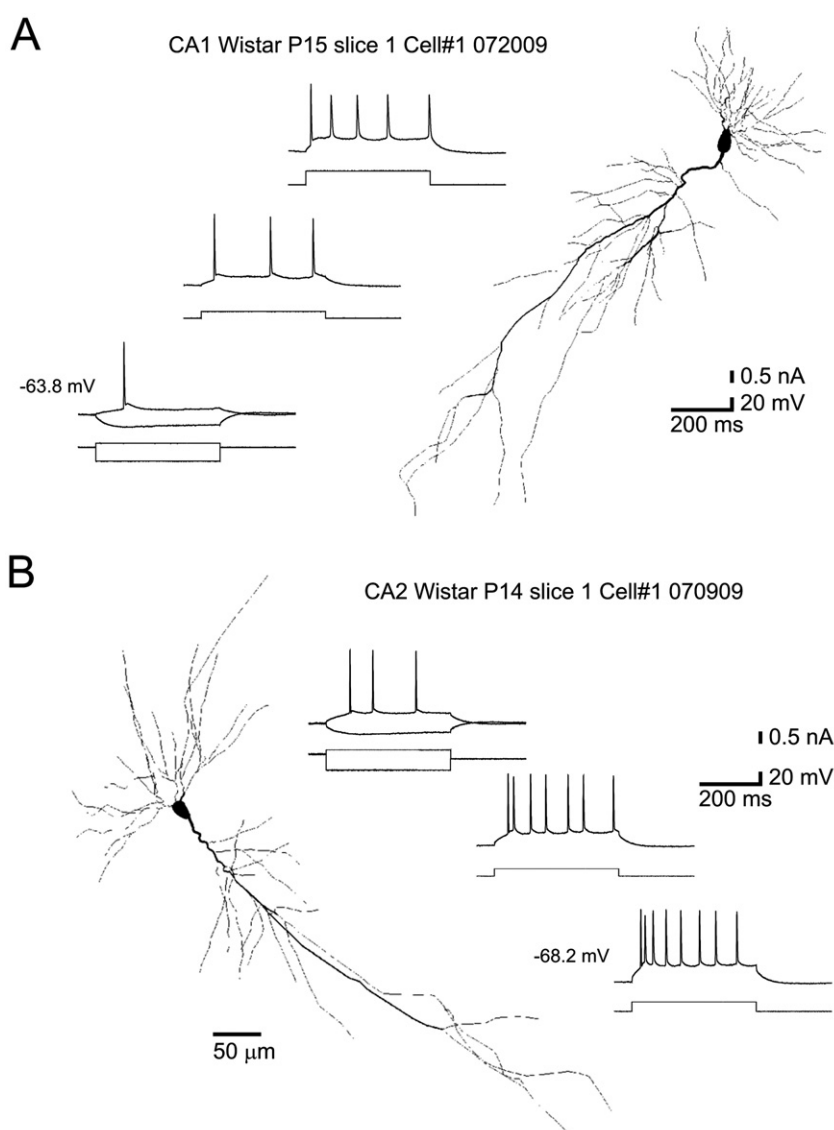 A
CA1 Wistar P15 slice 1 Cell#1 072009
-63.8 mV
0.5 nA
20 mV
200 ms
B
CA2 Wistar P14 slice 1 Cell#1 070909
0.5 nA
20 mV
200 ms
-68.2 mV
50 μm